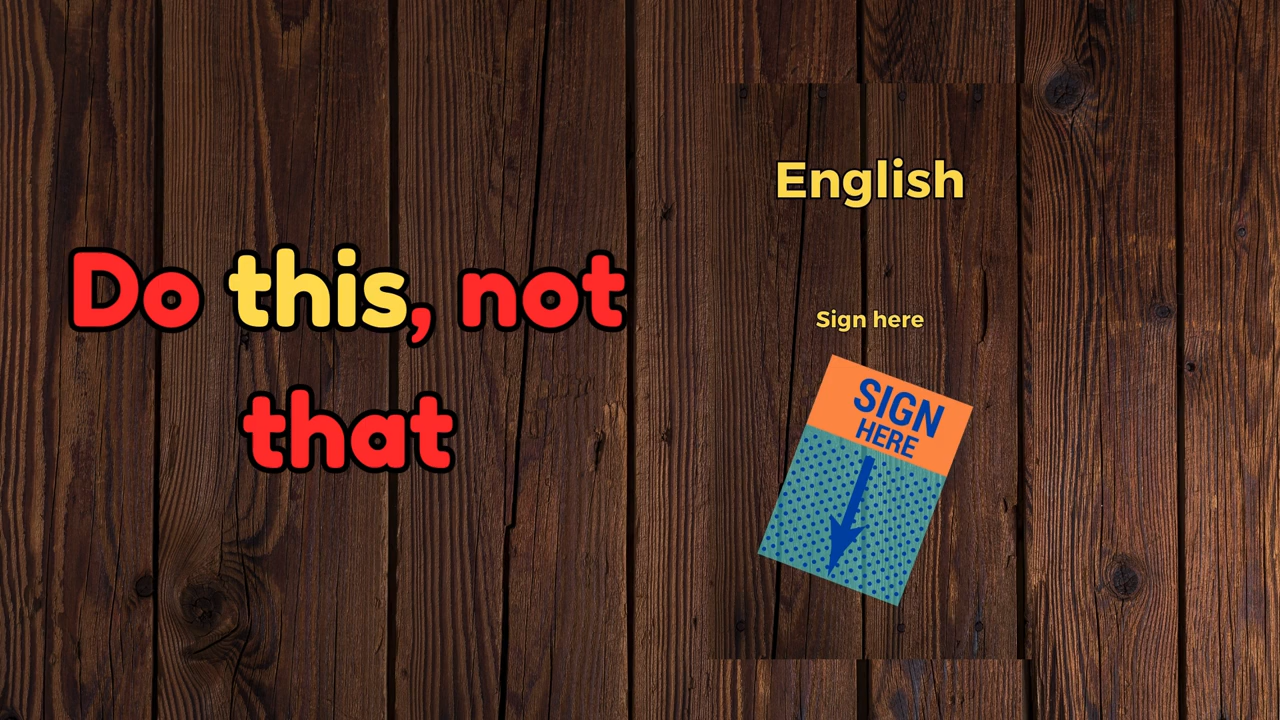 Do this, not
that
English
Sign here
SIGN
HERE